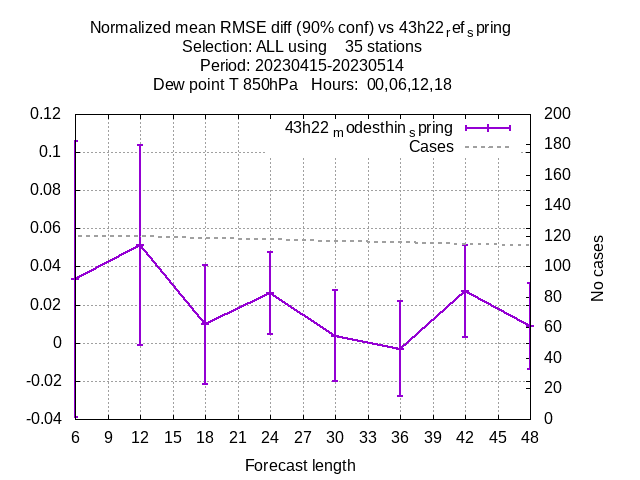 Normalized mean RMSE diff (90% conf) vs 43h22ref spring
Selection: ALL using 35 stations
Period: 20230415-20230514
Dew point T 850hPa Hours: 00,06,12,18
43h22 modesthin spring
Cases
0.12
0.1
0.08
0.06
0.04
0.02
0
-0.02
-0.04
200
180
160
140
120
100
80
60
40
20
0
No cases
6 9 12 15 18 21 24 27 30 33 36 39 42 45 48
Forecast length